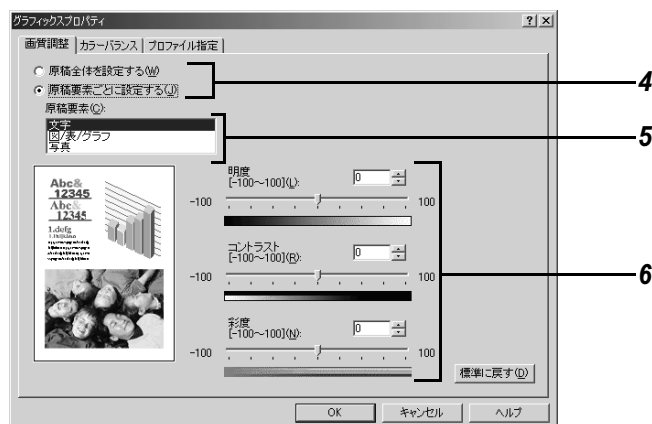 グラフィックスプロパティ
画質調整 カラーバランス プロファイル指定
原稿全体を設定する(W)
原稿要素ごとに設定する(J)
4
原稿要素(C):
文字
図/表/グラフ
写真
5
Abc&
12345
Abc&
12345
1.defg
明度
[-100~100](L): 0
-100 100
コントラスト
[-100~100](R): 0
-100 100
6
彩度
[-100~100](N): 0
-100 100
標準に戻す(D)
OK キャンセル ヘルプ